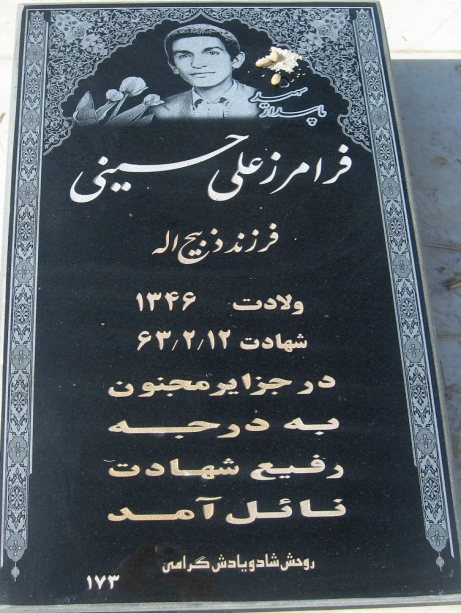 شهید
پاسدار
فرامرز علی حسینی
فرزند ذبیح اله
ولادت ۱۳۴۶
شهادت ۶۳/۲/۱۲
در جزایر مجنون
به درجه
رفیع شهادت
نائل آمد
روحش شاد و یادش گرامی
۱۷۳